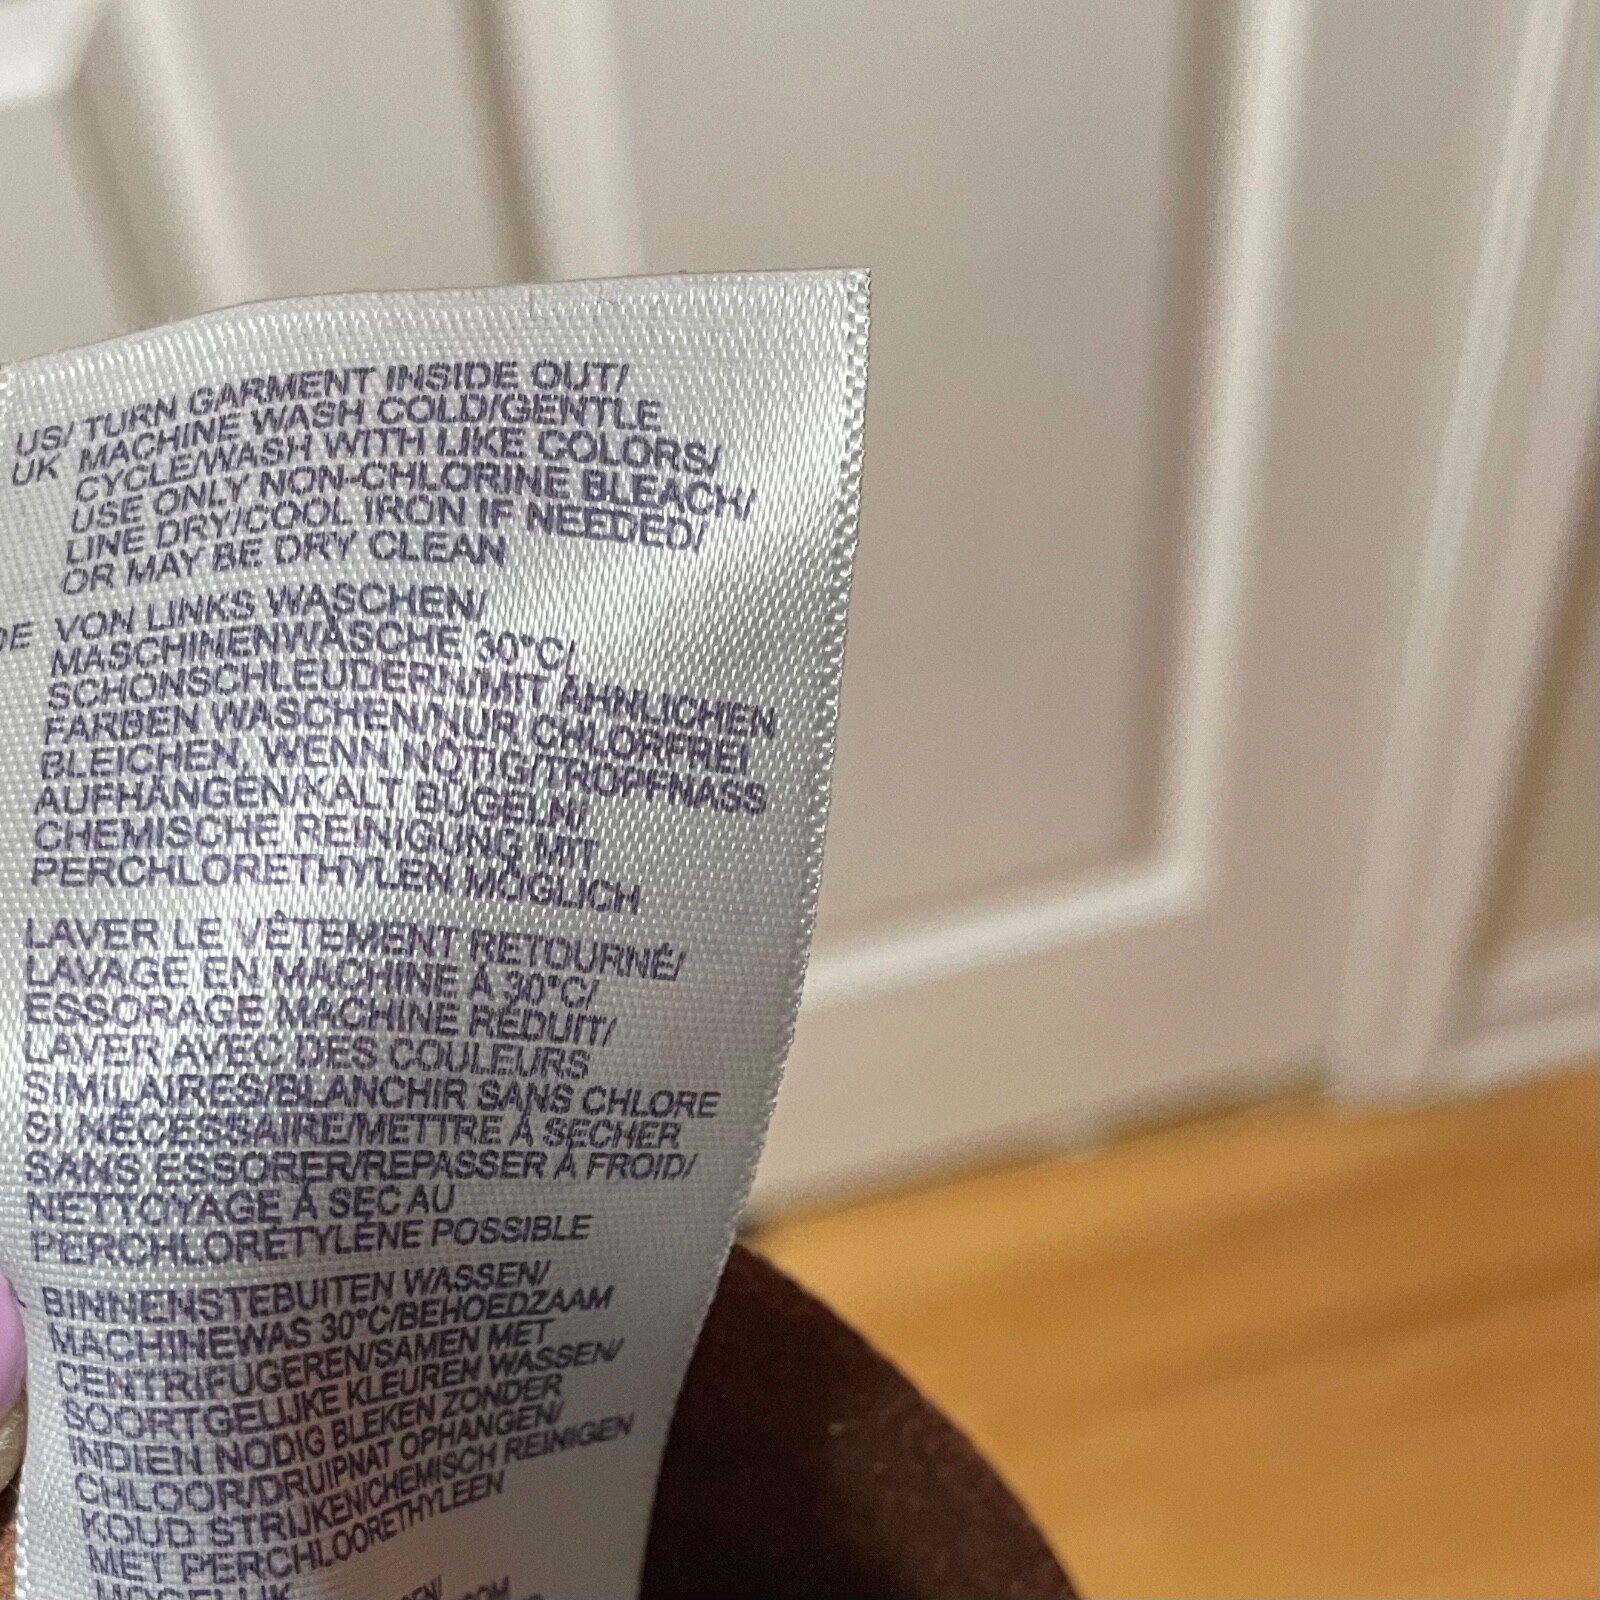 US/ TURN GARMENT INSIDE OUT/
UK MACHINE WASH COLD/GENTLE
CYCLE/WASH WITH LIKE COLORS/
USE ONLY NON-CHLORINE BLEACH/
LINE DRY/COOL IRON IF NEEDED/
OR MAY BE DRY CLEAN
DE VON LINKS WASCHEN/
MASCHINENWÄSCHE 30°C/
SCHONSCHLEUDERN/MIT ÄHNLICHEN
FARBEN WASCHEN/NUR CHLORFREI
BLEICHEN, WENN NÖTIG/TROPFNASS
AUFHÄNGEN/KALT BÜGELN/
CHEMISCHE REINIGUNG MIT
PERCHLORETHYLEN MÖGLICH
LAVER LE VÊTEMENT RETOURNÉ/
LAVAGE EN MACHINE À 30°C/
ESSORAGE MACHINE RÉDUIT/
LAVER AVEC DES COULEURS
SIMILAIRES/BLANCHIR SANS CHLORE
SI NÉCESSAIRE/METTRE À SÉCHER
SANS ESSORER/REPASSER À FROID/
NETTOYAGE À SEC AU
PERCHLORÉTYLÈNE POSSIBLE
BINNENSTEBUITEN WASSEN/
MACHINEWAS 30°C/BEHOEDZAAM
CENTRIFUGEREN/SAMEN MET
SOORTGELIJKE KLEUREN WASSEN/
INDIEN NODIG BLEKEN ZONDER
CHLOOR/DRUIPNAT OPHANGEN/
KOUD STRIJKEN/CHEMISCH REINIGEN
MET PERCHLOORETHYLEEN
MOGELIJK